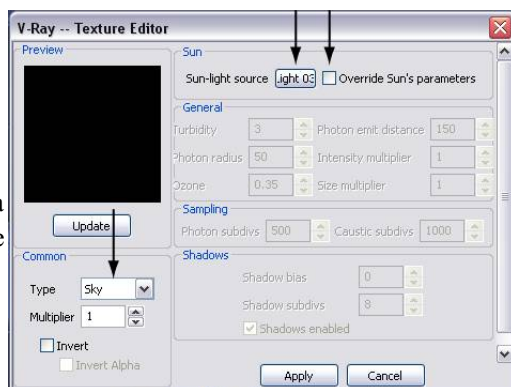 V-Ray -- Texture Editor
Preview
Update
Common
Type Sky
Multiplier 1
Invert
Invert Alpha
Sun
Sun-light source .ight 03 Override Sun's parameters
General
Turbidity 3 Photon emit distance 150
Photon radius 50 Intensity multiplier 1
Ozone 0.35 Size multiplier 1
Sampling
Photon subdivs 500 Caustic subdivs 1000
Shadows
Shadow bias 0
Shadow subdivs 8
Shadows enabled
Apply Cancel